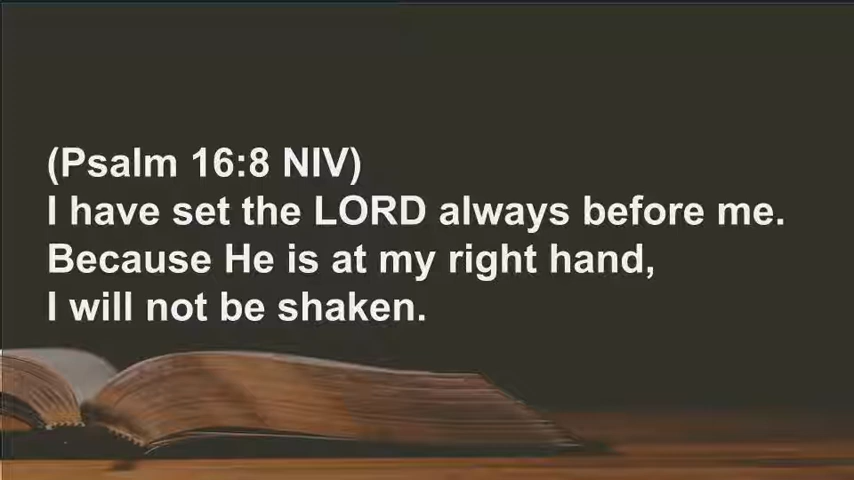 (Psalm 16:8 NIV)
I have set the LORD always before me.
Because He is at my right hand,
I will not be shaken.